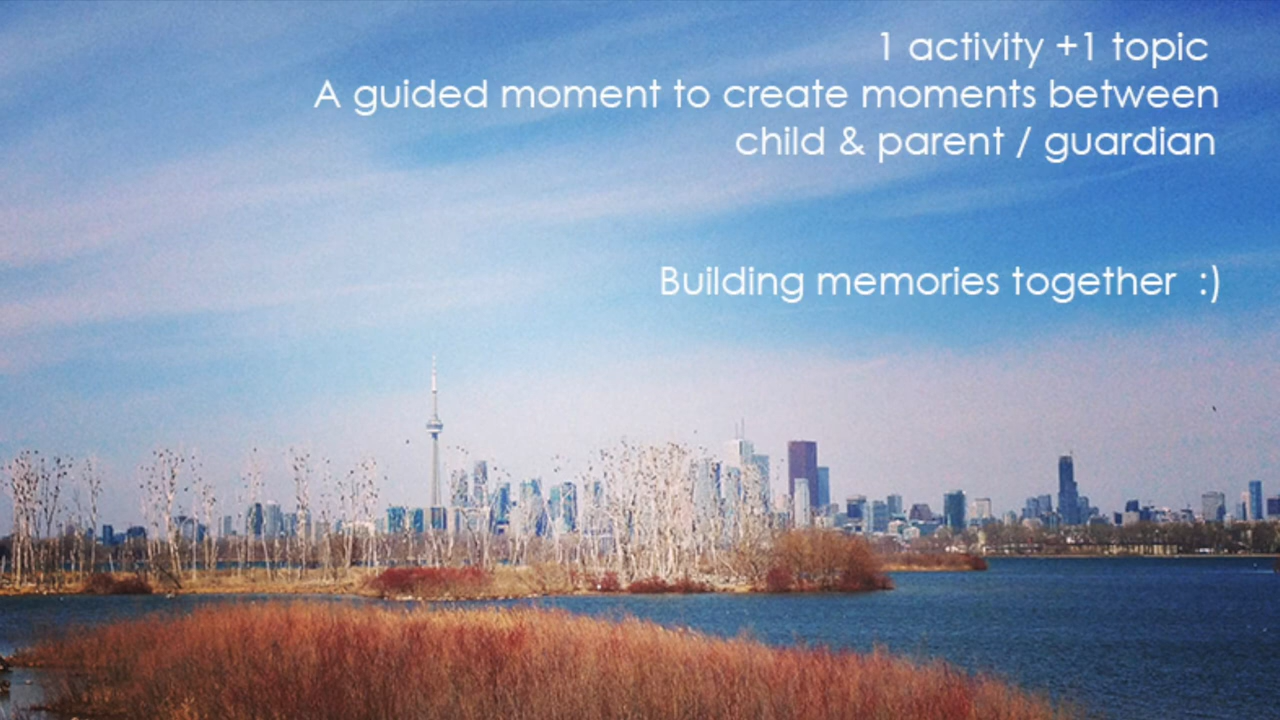 1 activity +1 topic
A guided moment to create moments between
child & parent / guardian
Building memories together  :)